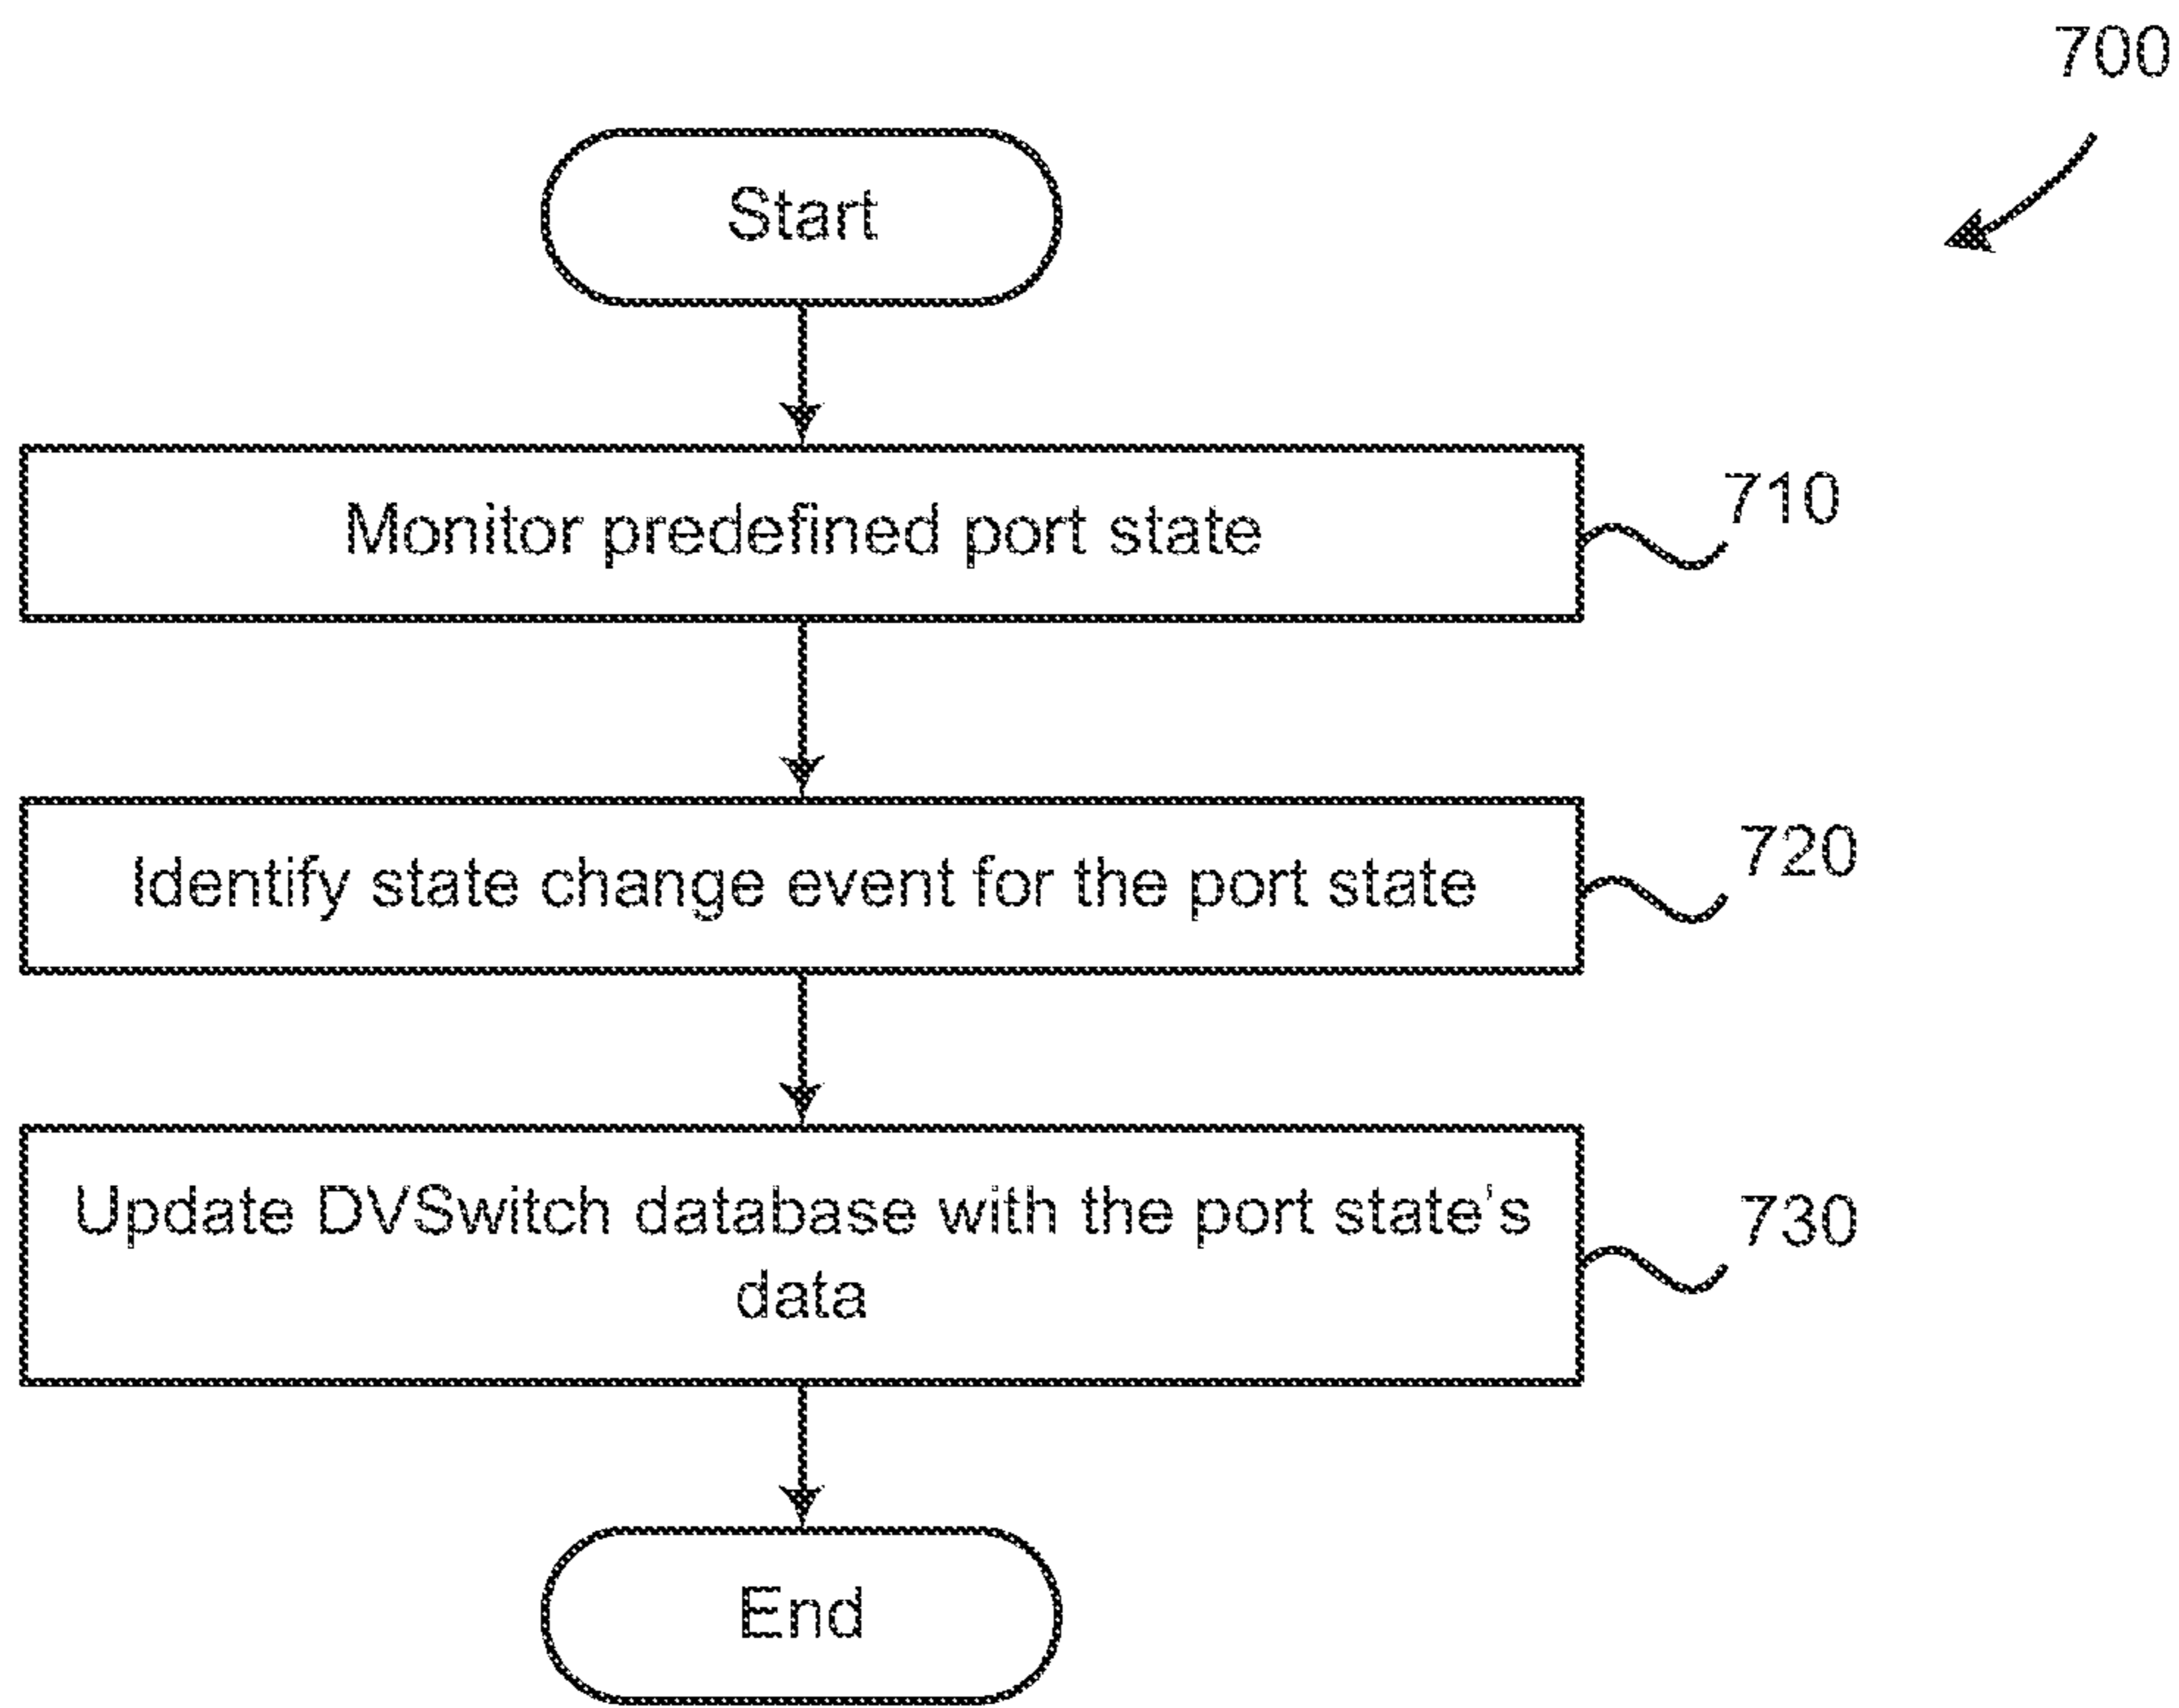 700
Start
Monitor predefined port state
710
Identify state change event for the port state
720
Update DVSwitch database with the port state's
data
730
End